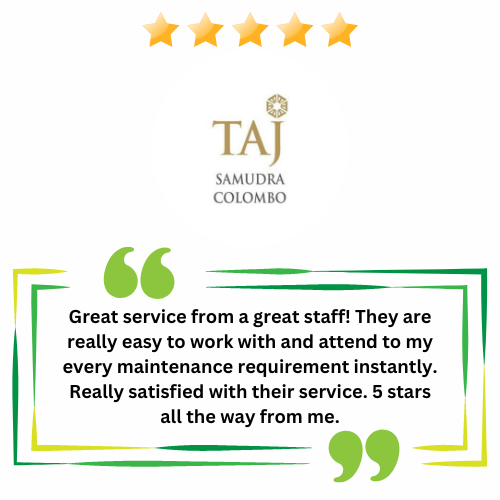 TAJ
SAMUDRA
COLOMBO
Great service from a great staff! They are
really easy to work with and attend to my
every maintenance requirement instantly.
Really satisfied with their service. 5 stars
all the way from me.